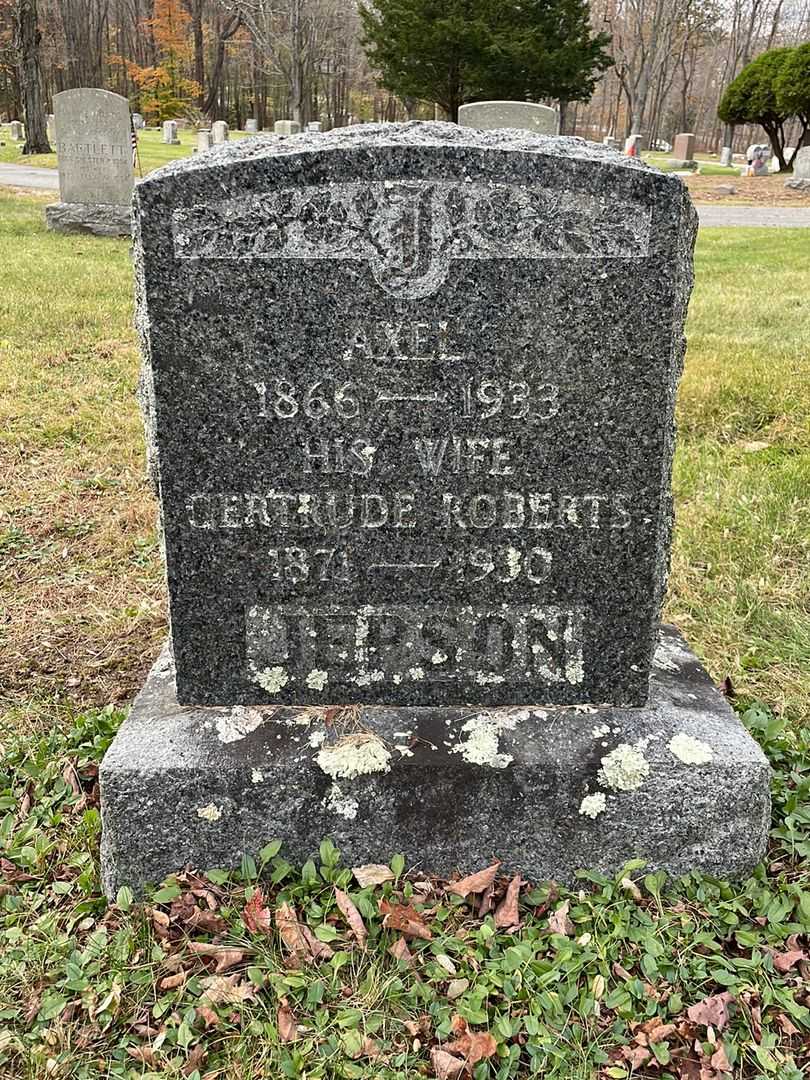 BARTLETT
J
AXEL
1866 — 1933
HIS WIFE
GERTRUDE ROBERTS
1871 — 1930
JEPSON